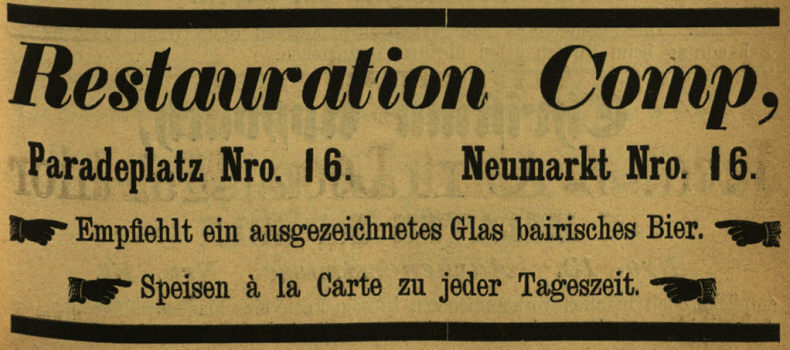 Restauration Comp,
Paradeplatz Nro. 16. Neumarkt Nro. 16.
Empfiehlt ein ausgezeichnetes Glas bairisches Bier.
Speisen à la Carte zu jeder Tageszeit.